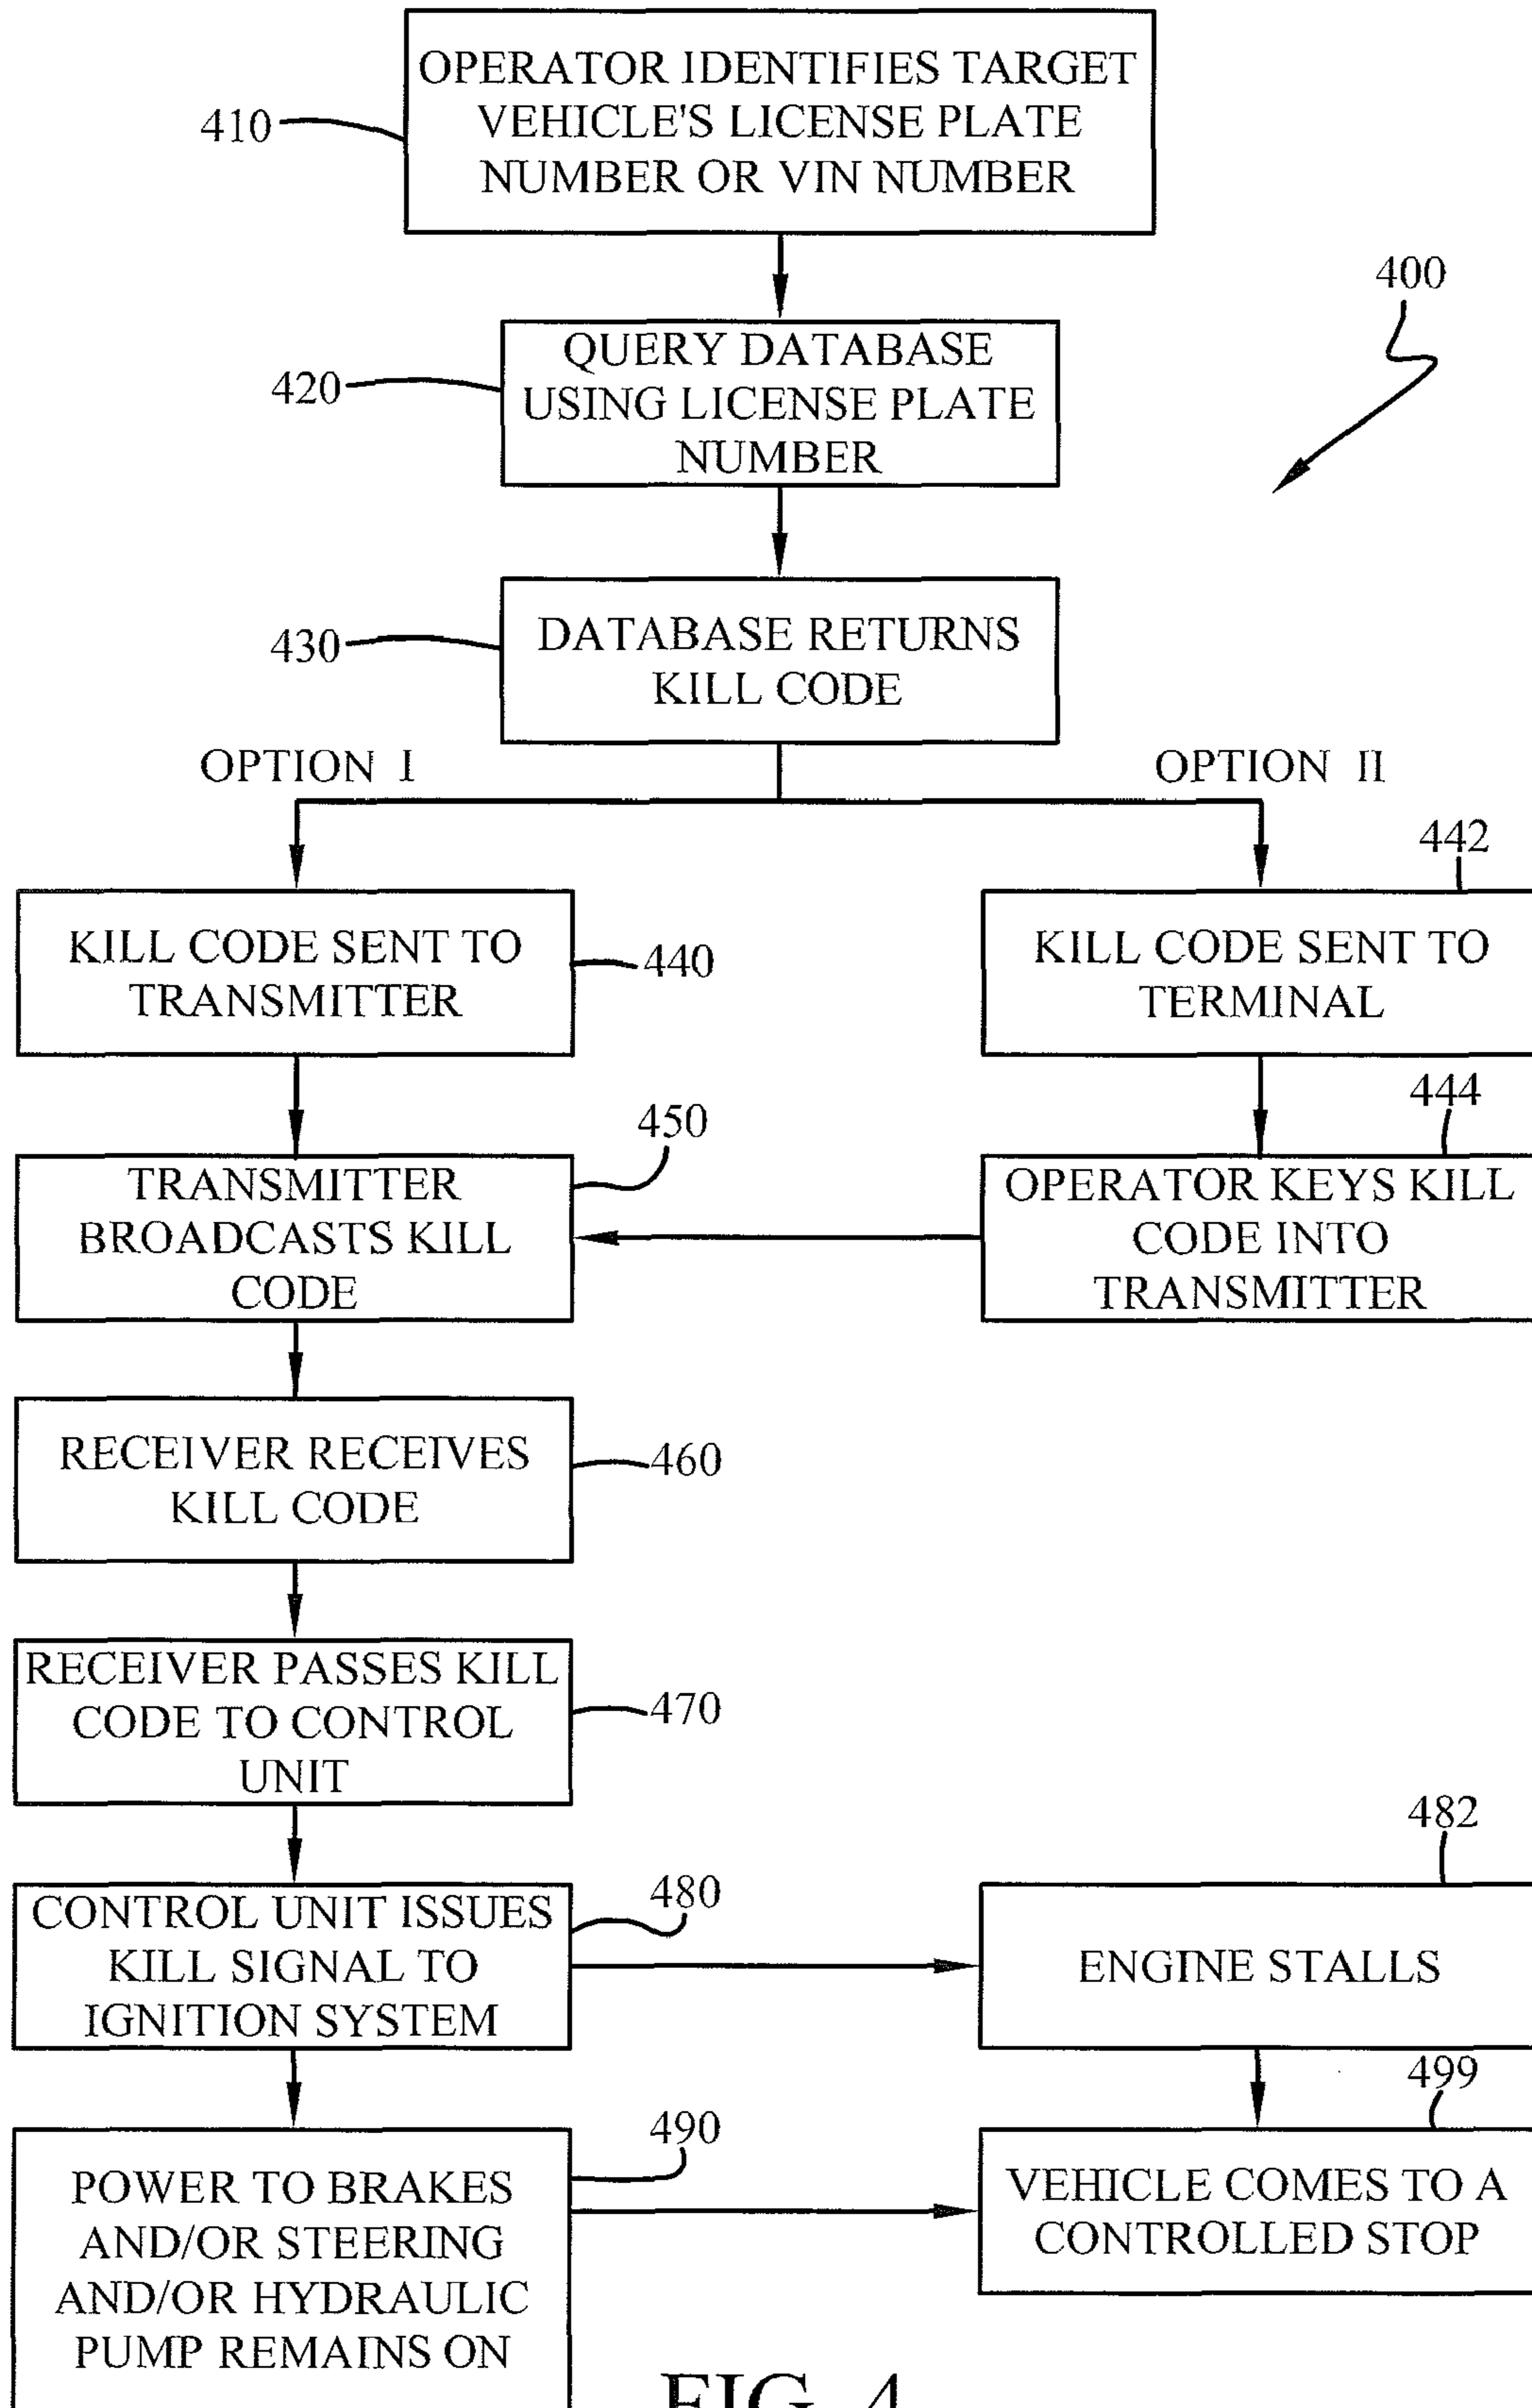 OPERATOR IDENTIFIES TARGET
VEHICLE'S LICENSE PLATE
NUMBER OR VIN NUMBER
410
400
QUERY DATABASE
USING LICENSE PLATE
NUMBER
420
DATABASE RETURNS
KILL CODE
430
OPTION I
OPTION II
442
KILL CODE SENT TO
TRANSMITTER
440
KILL CODE SENT TO
TERMINAL
444
450
TRANSMITTER
BROADCASTS KILL
CODE
OPERATOR KEYS KILL
CODE INTO
TRANSMITTER
RECEIVER RECEIVES
KILL CODE
460
RECEIVER PASSES KILL
CODE TO CONTROL
UNIT
470
482
CONTROL UNIT ISSUES
KILL SIGNAL TO
IGNITION SYSTEM
480
ENGINE STALLS
499
490
POWER TO BRAKES
AND/OR STEERING
AND/OR HYDRAULIC
PUMP REMAINS ON
VEHICLE COMES TO A
CONTROLLED STOP
FIG. 4